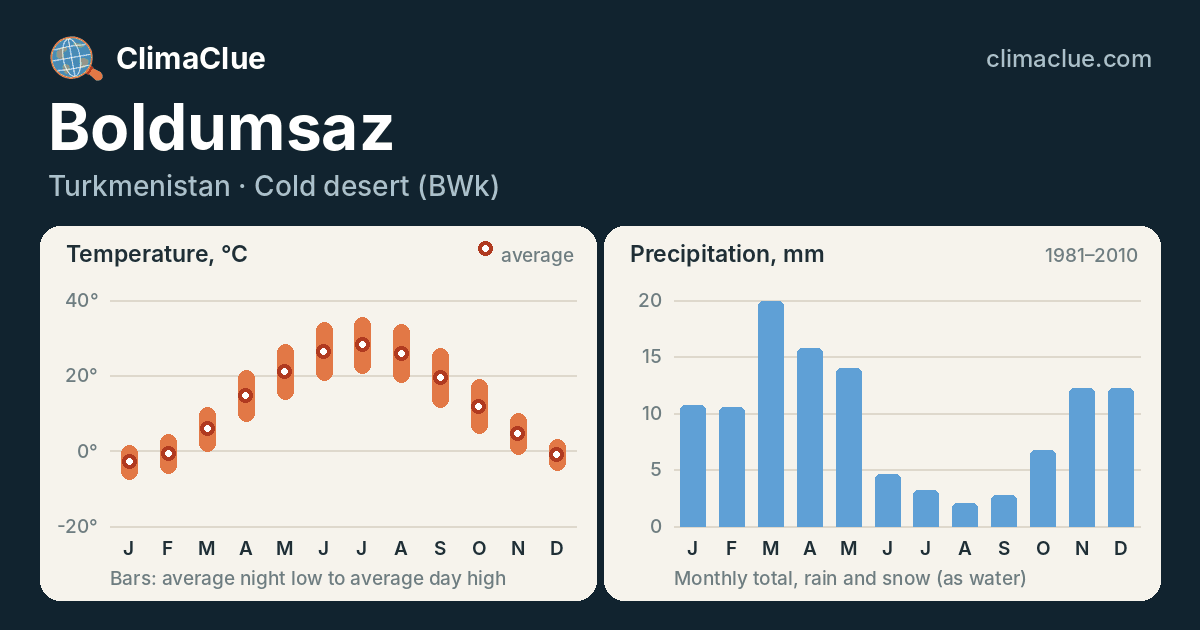 ClimaClue
climaclue.com
Boldumsaz
Turkmenistan · Cold desert (BWk)
Temperature, °C
average
40°
20°
0°
-20°
J F M A M J J A S O N D
Bars: average night low to average day high
Precipitation, mm
1981–2010
20
15
10
5
0
J F M A M J J A S O N D
Monthly total, rain and snow (as water)